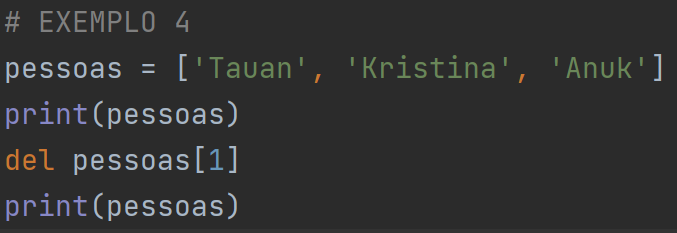 # EXEMPLO 4
pessoas = ['Tauan', 'Kristina', 'Anuk']
print(pessoas)
del pessoas[1]
print(pessoas)